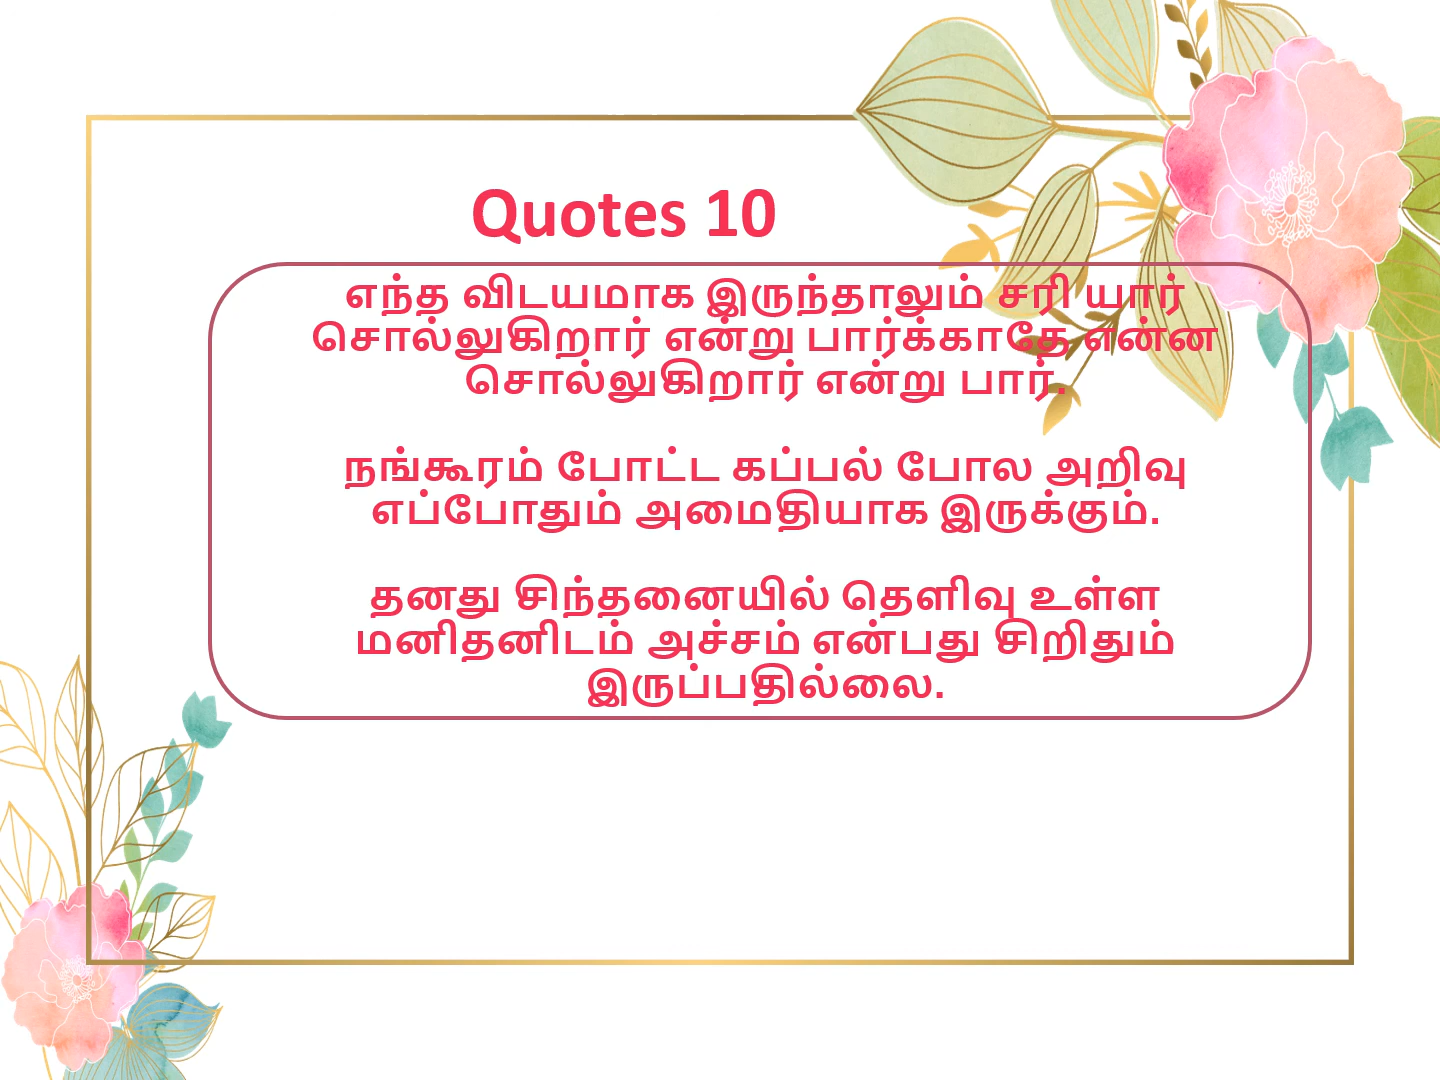 Quotes 10
எந்த விடயமாக இருந்தாலும் சரி யார்
சொல்லுகிறார் என்று பார்க்காதே என்ன
சொல்லுகிறார் என்று பார்.
நங்கூரம் போட்ட கப்பல் போல அறிவு
எப்போதும் அமைதியாக இருக்கும்.
தனது சிந்தனையில் தெளிவு உள்ள
மனிதனிடம் அச்சம் என்பது சிறிதும்
இருப்பதில்லை.